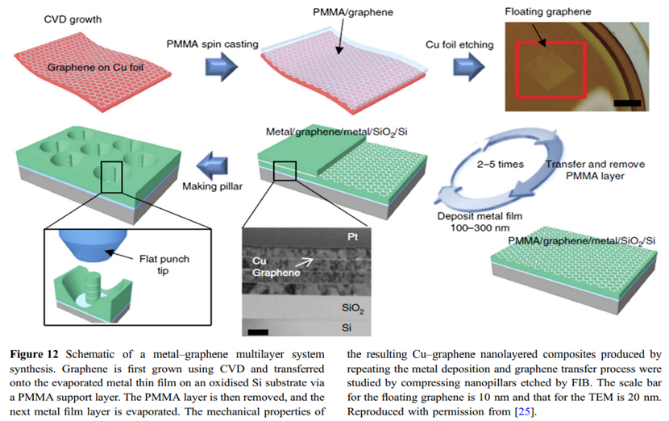 CVD growth
Graphene on Cu foil
PMMA spin casting
PMMA/graphene
Cu foil etching
Floating graphene
Metal/graphene/metal/SiO₂/Si
Making pillar
2–5 times
Transfer and remove
PMMA layer
Deposit metal film
100–300 nm
PMMA/graphene/metal/SiO₂/Si
Flat punch
tip
Pt
Cu
Graphene
SiO₂
Si
Figure 12 Schematic of a metal–graphene multilayer system
synthesis. Graphene is first grown using CVD and transferred
onto the evaporated metal thin film on an oxidised Si substrate via
a PMMA support layer. The PMMA layer is then removed, and the
next metal film layer is evaporated. The mechanical properties of
the resulting Cu–graphene nanolayered composites produced by
repeating the metal deposition and graphene transfer process were
studied by compressing nanopillars etched by FIB. The scale bar
for the floating graphene is 10 nm and that for the TEM is 20 nm.
Reproduced with permission from [25].